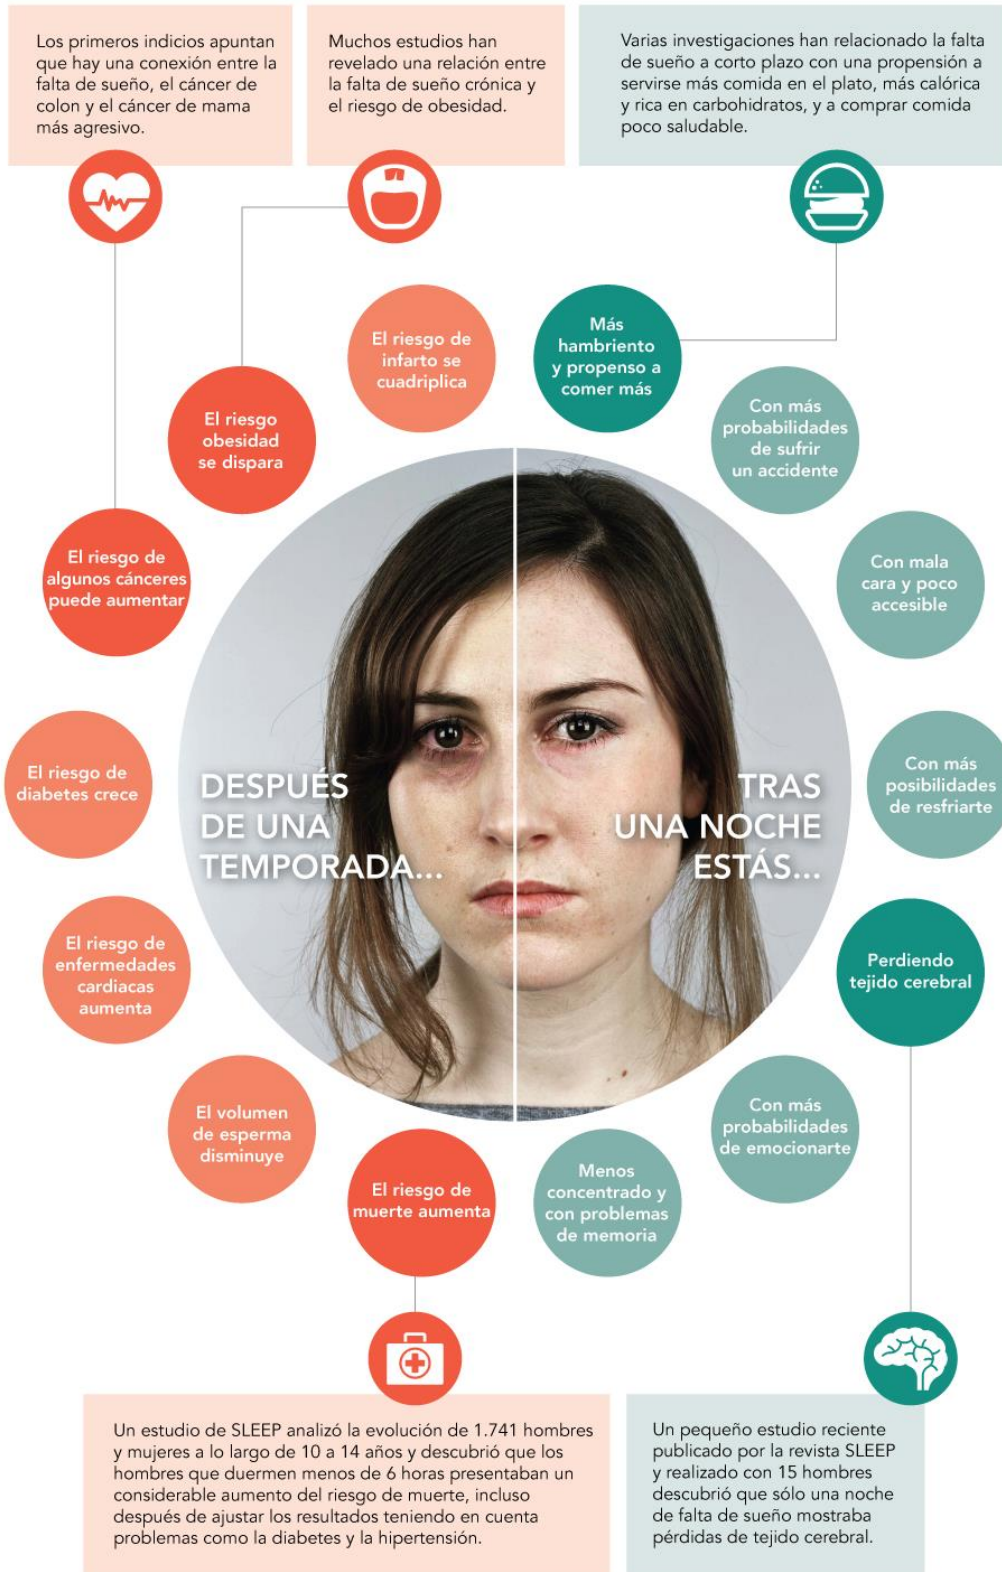 Los primeros indicios apuntan
que hay una conexión entre la
falta de sueño, el cáncer de
colon y el cáncer de mama
más agresivo.
Muchos estudios han
revelado una relación entre
la falta de sueño crónica y
el riesgo de obesidad.
Varias investigaciones han relacionado la falta
de sueño a corto plazo con una propensión a
servirse más comida en el plato, más calórica
y rica en carbohidratos, y a comprar comida
poco saludable.
El riesgo de
infarto se
cuadriplica
Más
hambriento
y propenso a
comer más
El riesgo
obesidad
se dispara
Con más
probabilidades
de sufrir
un accidente
El riesgo de
algunos cánceres
puede aumentar
Con mala
cara y poco
accesible
El riesgo de
diabetes crece
DESPUÉS
DE UNA
TEMPORADA...
TRAS
UNA NOCHE
ESTÁS...
Con más
posibilidades
de resfriarte
El riesgo de
enfermedades
cardiacas
aumenta
Perdiendo
tejido cerebral
El volumen
de esperma
disminuye
Con más
probabilidades
de emocionarte
El riesgo de
muerte aumenta
Menos
concentrado y
con problemas
de memoria
Un estudio de SLEEP analizó la evolución de 1.741 hombres
y mujeres a lo largo de 10 a 14 años y descubrió que los
hombres que duermen menos de 6 horas presentaban un
considerable aumento del riesgo de muerte, incluso
después de ajustar los resultados teniendo en cuenta
problemas como la diabetes y la hipertensión.
Un pequeño estudio reciente
publicado por la revista SLEEP
y realizado con 15 hombres
descubrió que sólo una noche
de falta de sueño mostraba
pérdidas de tejido cerebral.